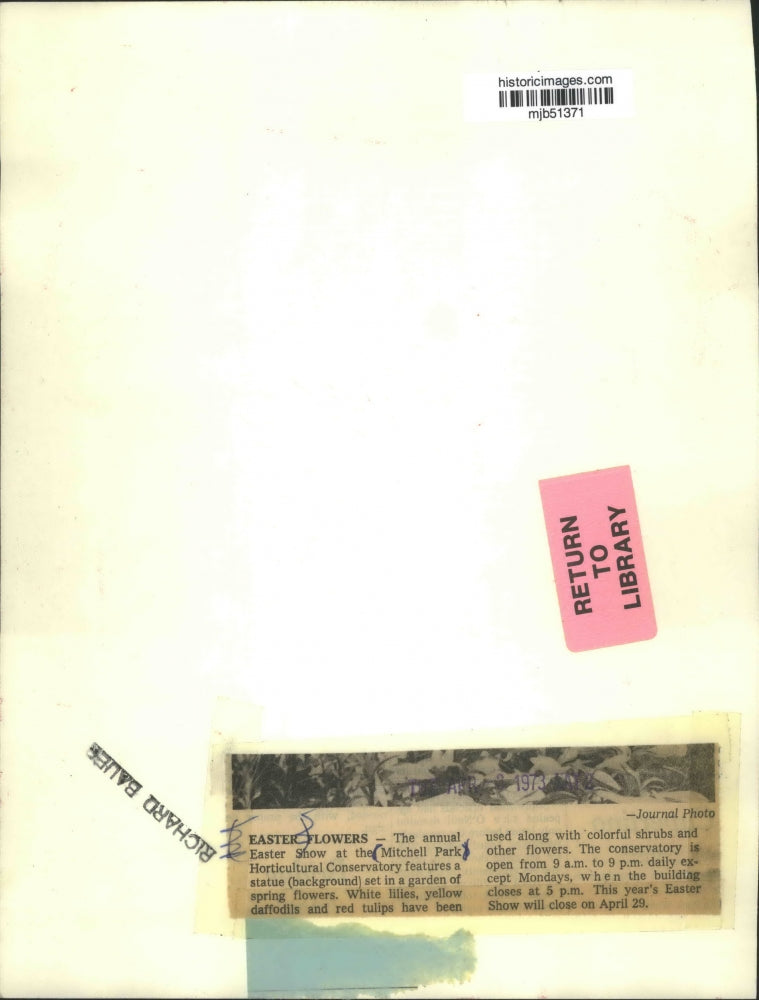 historicimages.com
mjb51371
RETURN
TO
LIBRARY
RICHARD BAUER
1973
—Journal Photo
EASTER FLOWERS — The annual
Easter Show at the Mitchell Park
Horticultural Conservatory features a
statue (background) set in a garden of
spring flowers. White lilies, yellow
daffodils and red tulips have been
used along with colorful shrubs and
other flowers. The conservatory is
open from 9 a.m. to 9 p.m. daily ex-
cept Mondays, when the building
closes at 5 p.m. This year's Easter
Show will close on April 29.